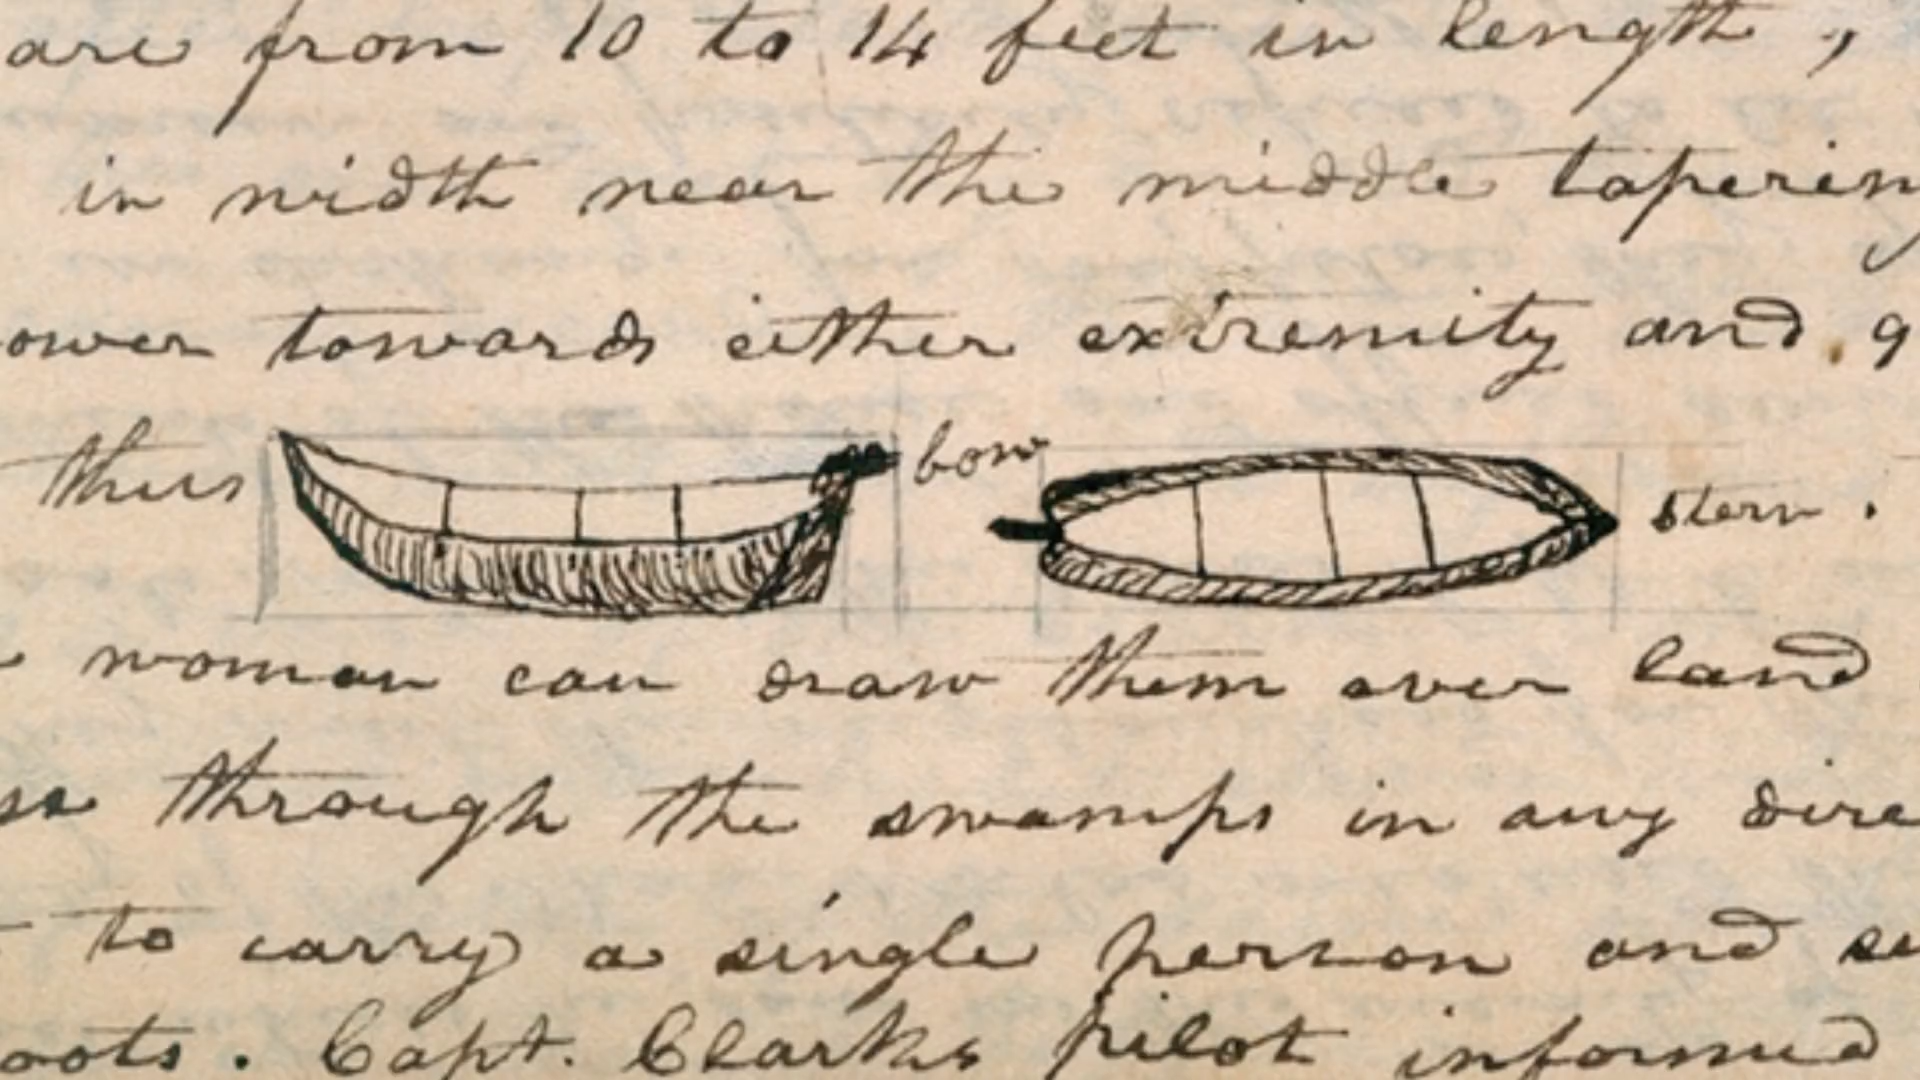 are from 10 to 14 feet in length,
in width near the middle tapering
ower towards either extremity and
thus bow stern.
woman can draw them over land
through the swamps in any dire
to carry a single person and se
oots. Capt. Clarks pilot informed